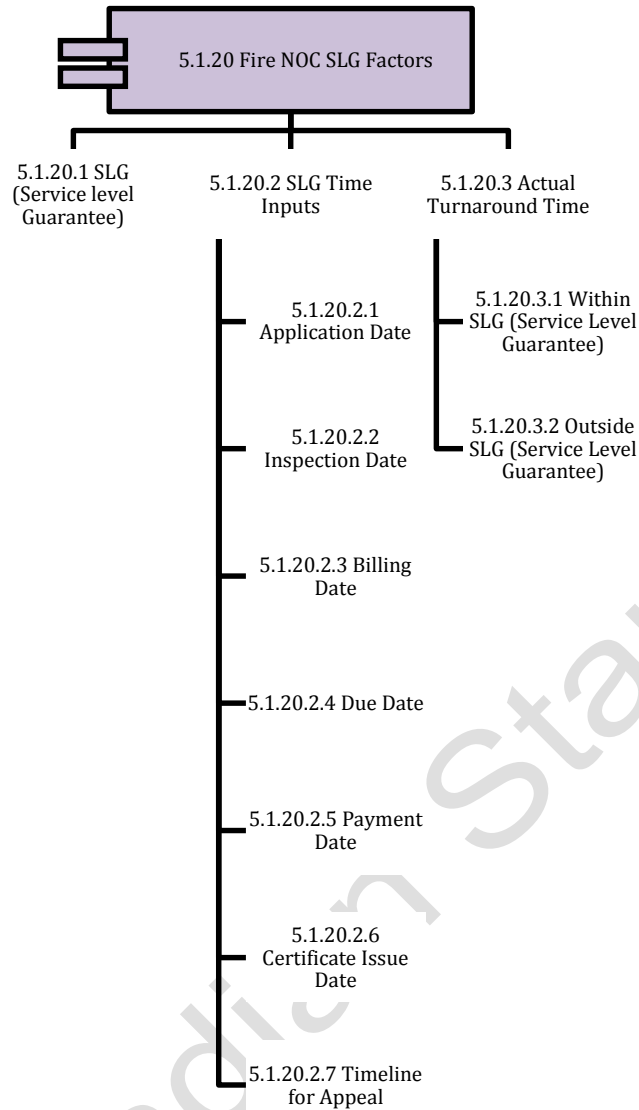 5.1.20 Fire NOC SLG Factors
5.1.20.1 SLG
(Service level
Guarantee)
5.1.20.2 SLG Time
Inputs
5.1.20.2.1
Application Date
5.1.20.2.2
Inspection Date
5.1.20.2.3 Billing
Date
5.1.20.2.4 Due Date
5.1.20.2.5 Payment
Date
5.1.20.2.6
Certificate Issue
Date
5.1.20.2.7 Timeline
for Appeal
5.1.20.3 Actual
Turnaround Time
5.1.20.3.1 Within
SLG (Service Level
Guarantee)
5.1.20.3.2 Outside
SLG (Service Level
Guarantee)